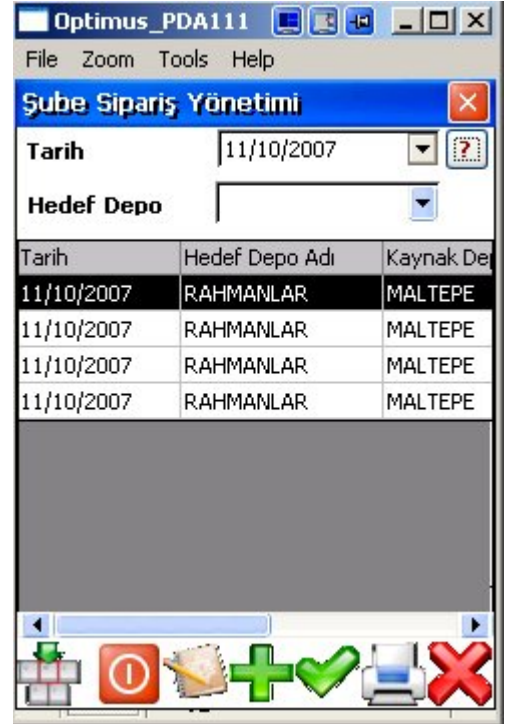 Optimus_PDA111
File Zoom Tools Help
Şube Sipariş Yönetimi
Tarih 11/10/2007 ?
Hedef Depo
Tarih Hedef Depo Adı Kaynak De
11/10/2007 RAHMANLAR MALTEPE
11/10/2007 RAHMANLAR MALTEPE
11/10/2007 RAHMANLAR MALTEPE
11/10/2007 RAHMANLAR MALTEPE